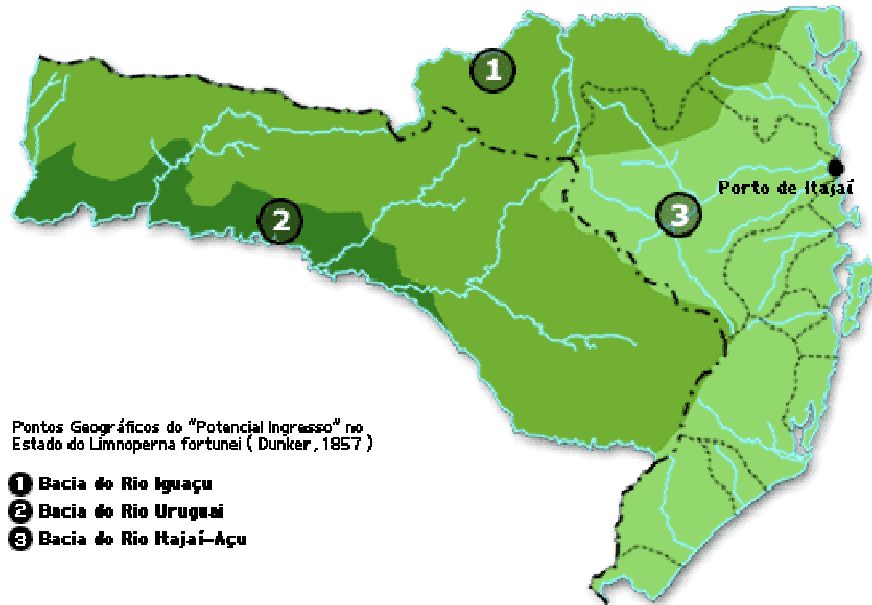 1
Porto de Itajaí
3
2
Pontos Geográficos do "Potencial Ingresso" no
Estado do Limnoperna fortunei ( Dunker, 1857 )
1 Bacia do Rio Iguaçu
2 Bacia do Rio Uruguai
3 Bacia do Rio Itajaí-Açu